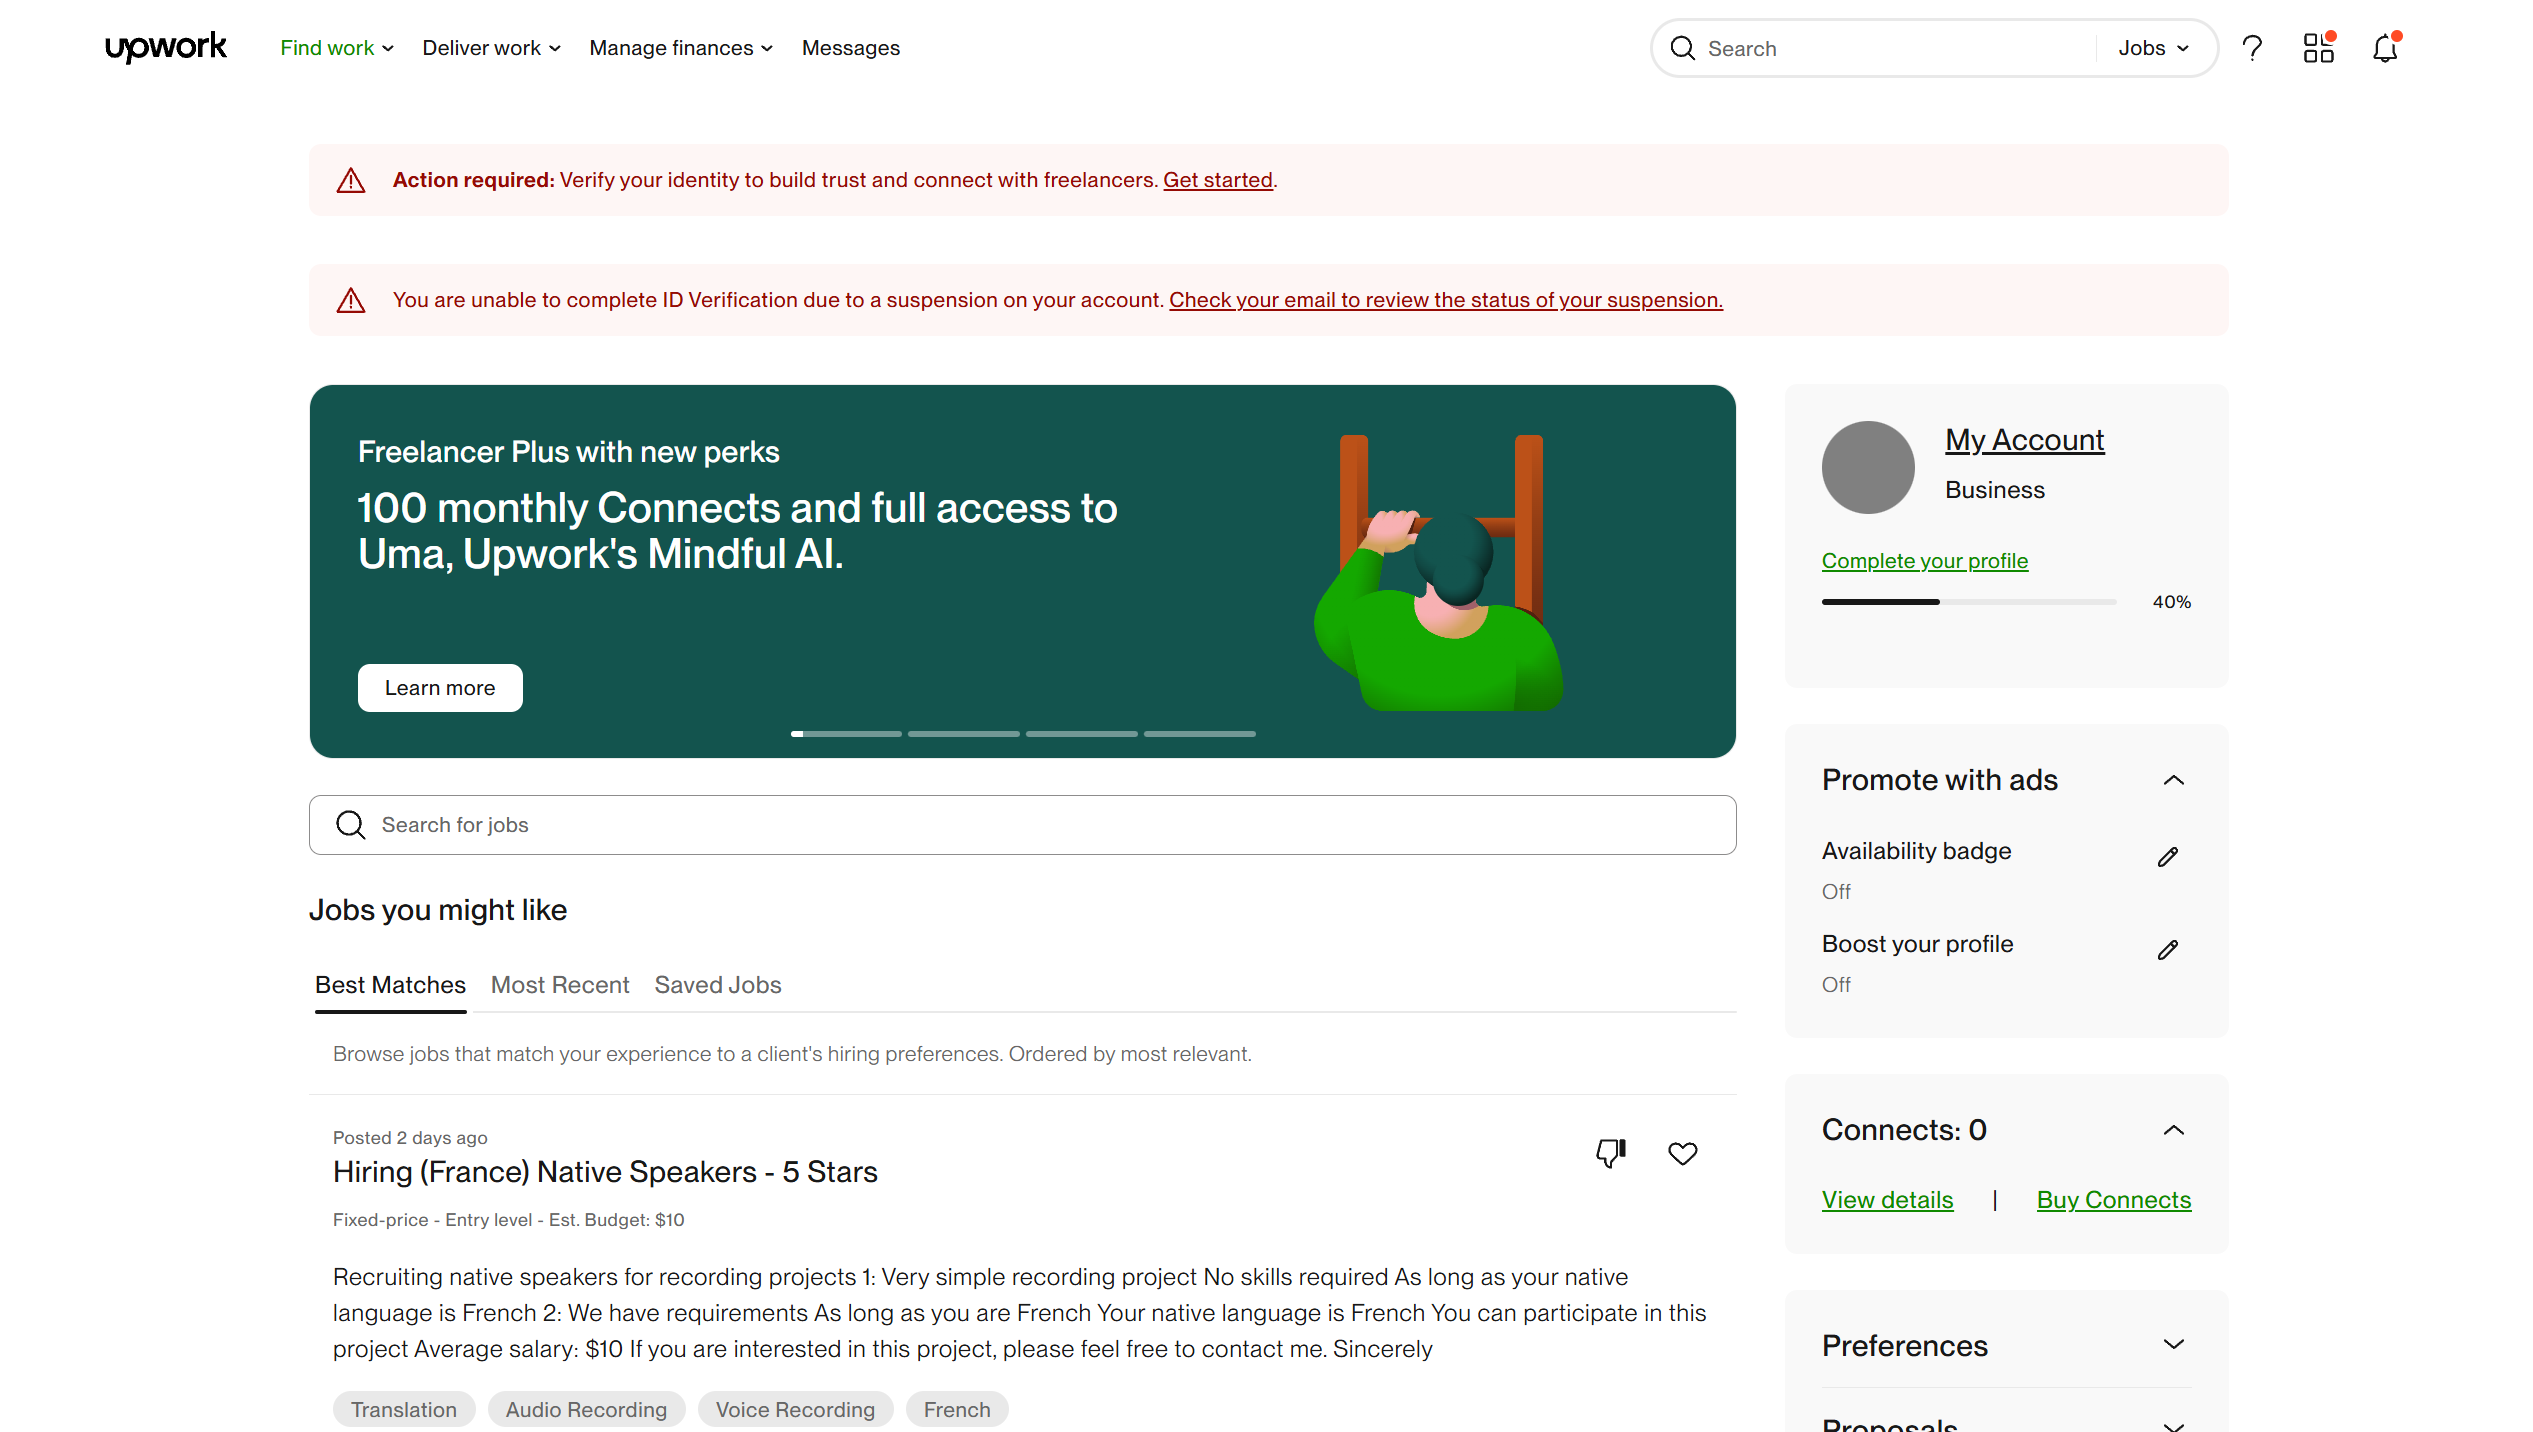 upwork
Find work
Deliver work
Manage finances
Messages
Search
Jobs
Action required: Verify your identity to build trust and connect with freelancers. Get started.
You are unable to complete ID Verification due to a suspension on your account. Check your email to review the status of your suspension.
Freelancer Plus with new perks
100 monthly Connects and full access to
Uma, Upwork's Mindful AI.
Learn more
My Account
Business
Complete your profile
40%
Search for jobs
Jobs you might like
Best Matches
Most Recent
Saved Jobs
Browse jobs that match your experience to a client's hiring preferences. Ordered by most relevant.
Posted 2 days ago
Hiring (France) Native Speakers - 5 Stars
Fixed-price - Entry level - Est. Budget: $10
Recruiting native speakers for recording projects 1: Very simple recording project No skills required As long as your native
language is French 2: We have requirements As long as you are French Your native language is French You can participate in this
project Average salary: $10 If you are interested in this project, please feel free to contact me. Sincerely
Translation
Audio Recording
Voice Recording
French
Promote with ads
Availability badge
Off
Boost your profile
Off
Connects: 0
View details | Buy Connects
Preferences
Proposals